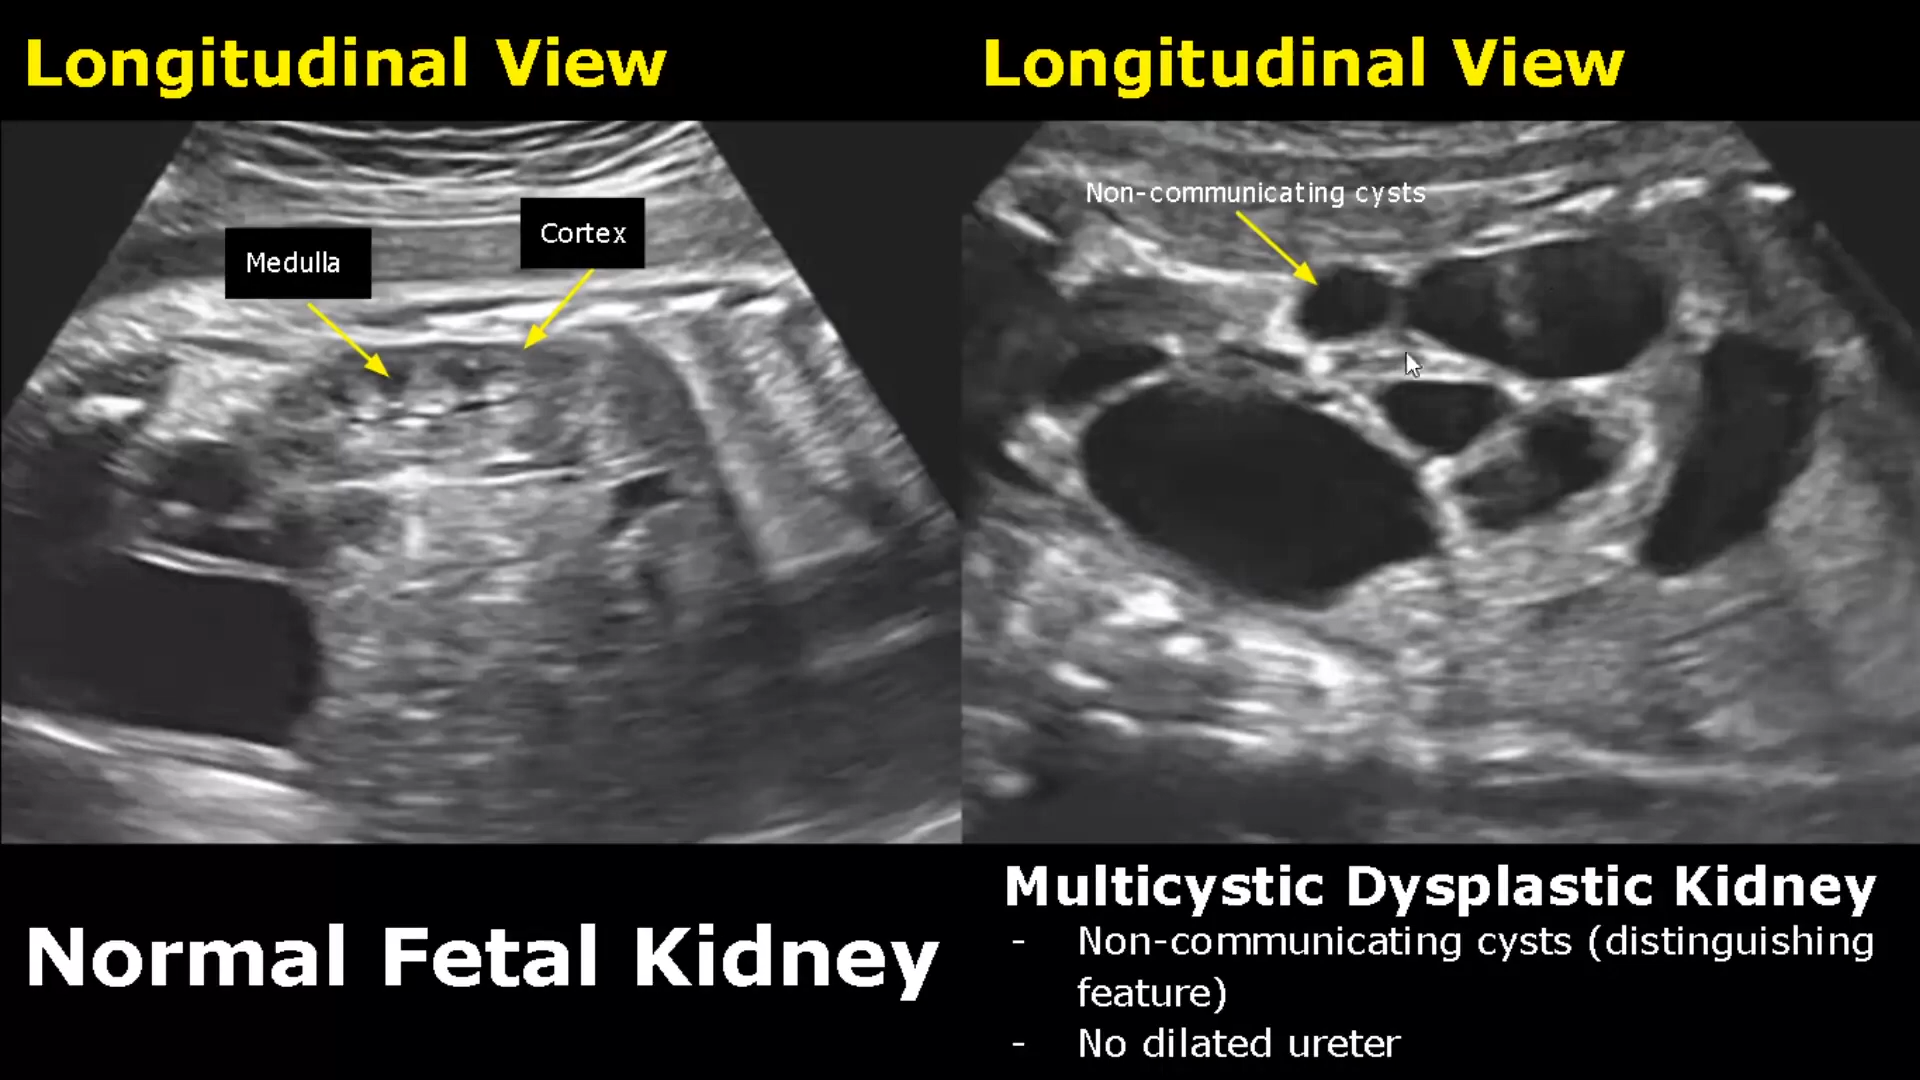 Longitudinal View
Medulla
Cortex
Normal Fetal Kidney
Longitudinal View
Non-communicating cysts
Multicystic Dysplastic Kidney
- Non-communicating cysts (distinguishing
feature)
- No dilated ureter